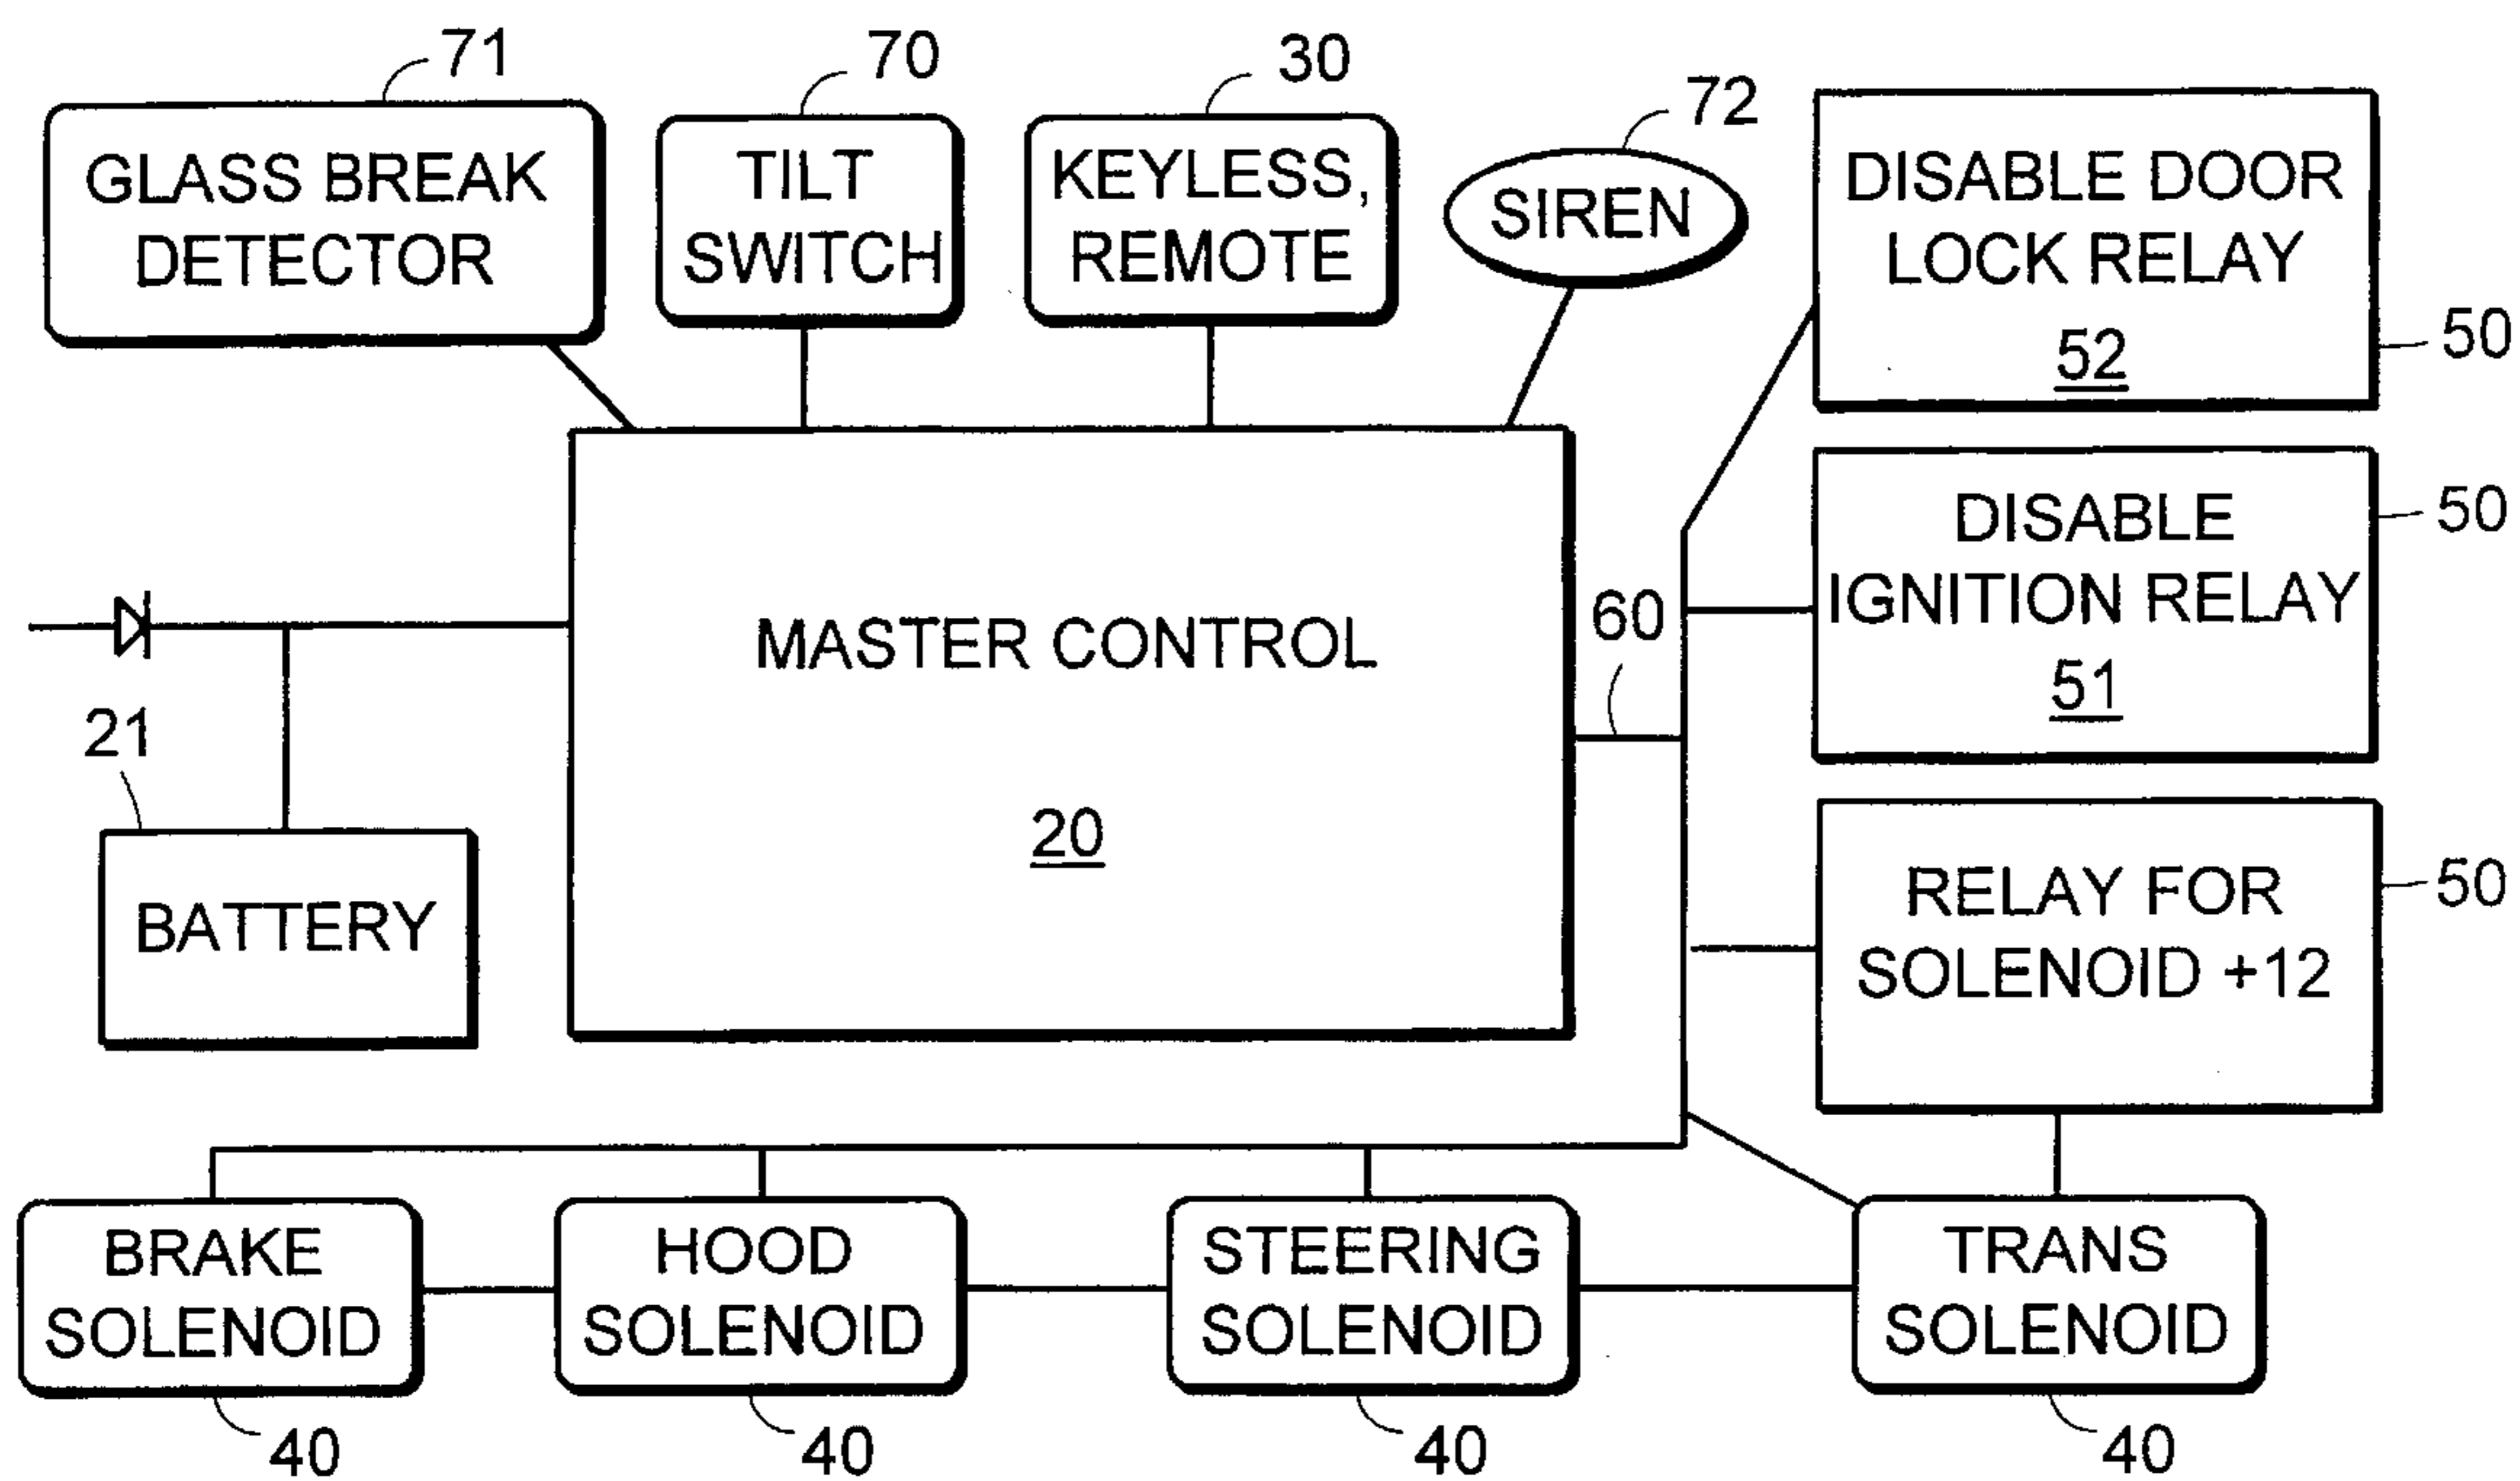 71
70
30
72
GLASS BREAK
DETECTOR
TILT
SWITCH
KEYLESS,
REMOTE
SIREN
DISABLE DOOR
LOCK RELAY
52
50
DISABLE
IGNITION RELAY
51
50
60
MASTER CONTROL
20
21
BATTERY
RELAY FOR
SOLENOID +12
50
BRAKE
SOLENOID
40
HOOD
SOLENOID
40
STEERING
SOLENOID
40
TRANS
SOLENOID
40